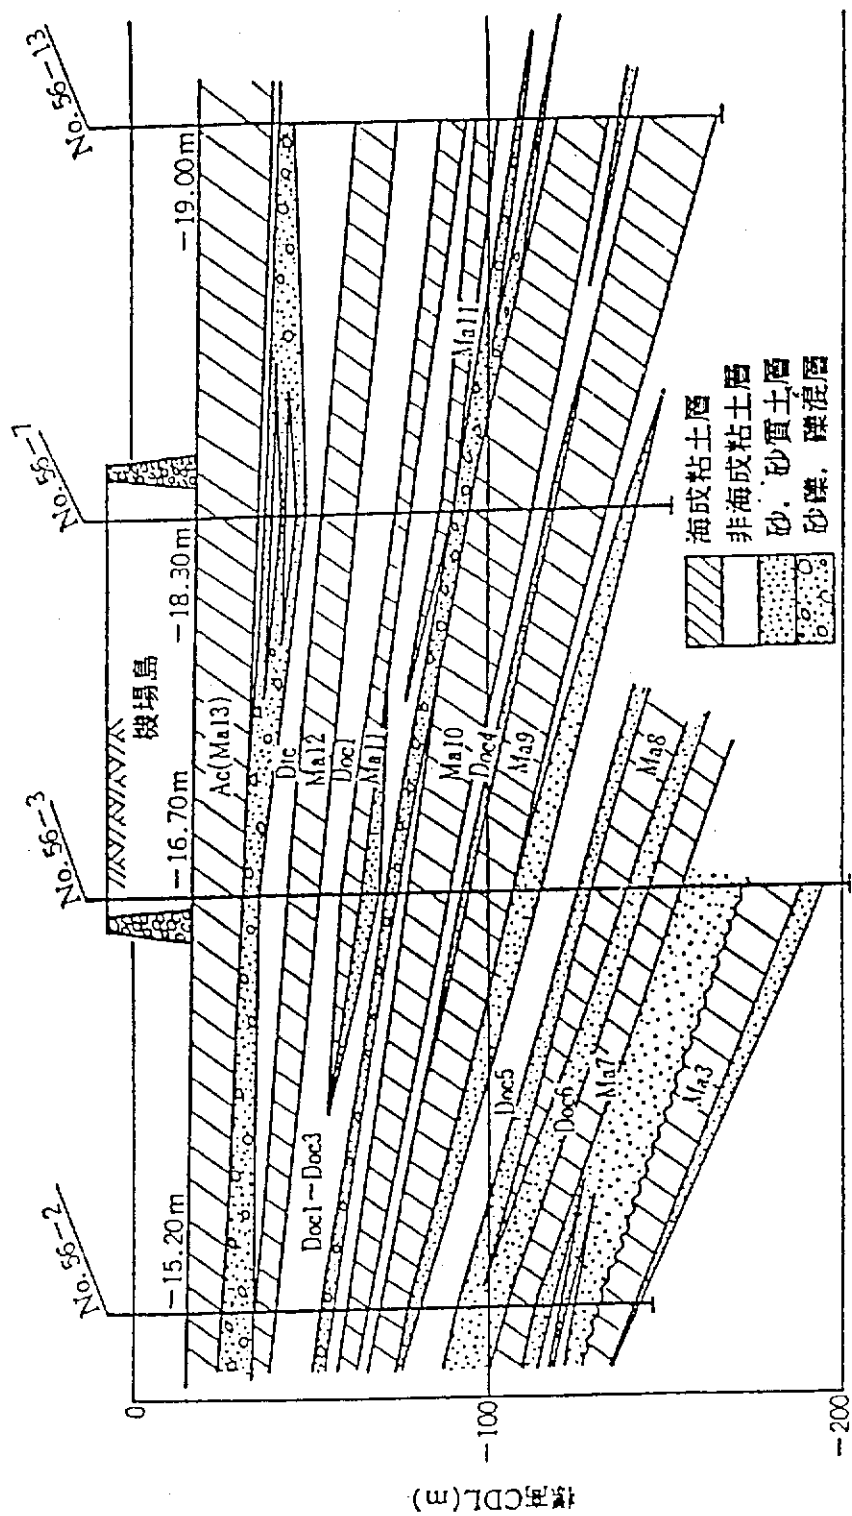 No. 56-2
No. 56-3
No. 56-1
No. 56-13
機場島
-15.20m
-16.70m
-18.30m
-19.00m
0
-100
-200
標高CDL(m)
Ac(Ma13)
Dtc
Ma12
Doc1
Ma11
Ma11
Doc1~Doc3
Ma10
Doc4
Ma9
Doc5
Ma8
Doc6
Ma7
Ma3
海成粘土層
非海成粘土層
砂．砂質土層
砂礫．礫混層